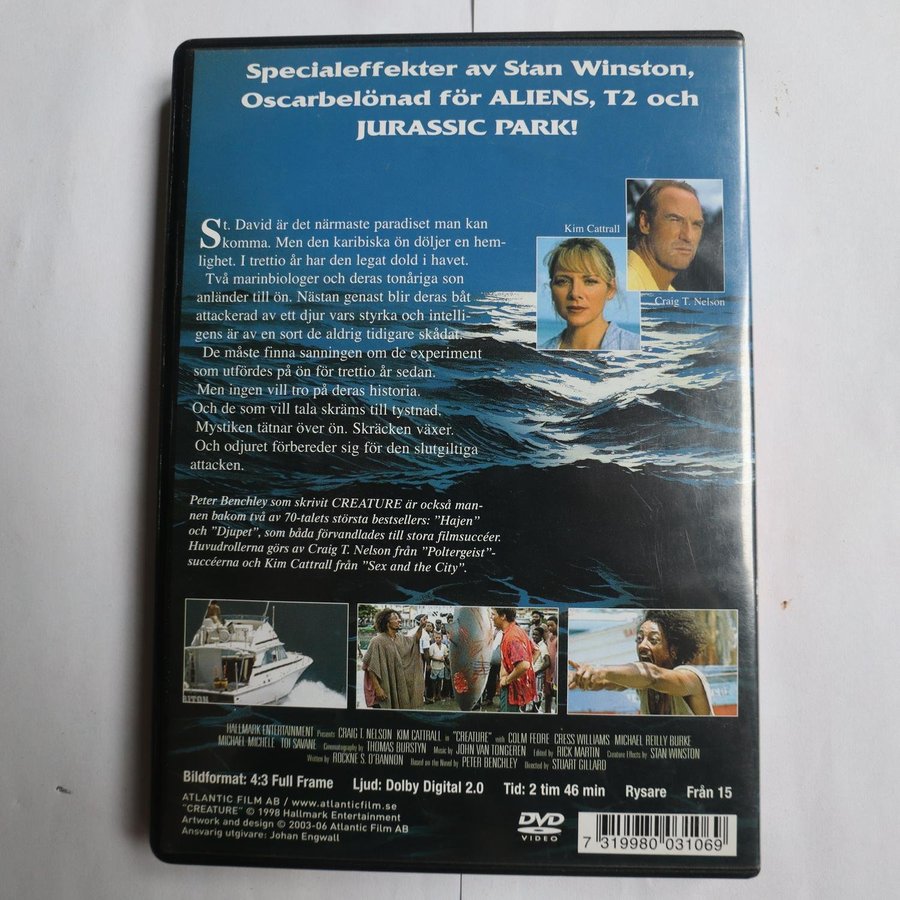 Specialeffekter av Stan Winston,
Oscarbelönad för ALIENS, T2 och
JURASSIC PARK!
Kim Cattrall
Craig T. Nelson
St. David är det närmaste paradiset man kan
komma. Men den karibiska ön döljer en hem-
lighet. I trettio år har den legat dold i havet.
Två marinbiologer och deras tonåriga son
anländer till ön. Nästan genast blir deras båt
attackerad av ett djur vars styrka och intelli-
gens är av en sort de aldrig tidigare skådat.
De måste finna sanningen om de experiment
som utfördes på ön för trettio år sedan.
Men ingen vill tro på deras historia.
Och de som vill tala skräms till tystnad.
Mystiken tätnar över ön. Skräcken växer.
Och odjuret förbereder sig för den slutgiltiga
attacken.
Peter Benchley som skrivit CREATURE är också man-
nen bakom två av 70-talets största bestsellers: ”Hajen”
och ”Djupet”, som båda förvandlades till stora filmsuccéer.
Huvudrollerna görs av Craig T. Nelson från ”Poltergeist”-
succéerna och Kim Cattrall från ”Sex and the City”.
RITON
HALLMARK ENTERTAINMENT Presents CRAIG T. NELSON KIM CATTRALL in "CREATURE" with COLM FEORE CRESS WILLIAMS MICHAEL REILLY BURKE
MICHAEL MICHELE TOI SAVANE Cinematography by THOMAS BURSTYN Music by JOHN VAN TONGEREN Edited by RICK MARTIN Creature Effects by STAN WINSTON
Written by ROCKNE S. O'BANNON Based on the Novel by PETER BENCHLEY Directed by STUART GILLARD
Bildformat: 4:3 Full Frame Ljud: Dolby Digital 2.0 Tid: 2 tim 46 min Rysare Från 15
ATLANTIC FILM AB / www.atlanticfilm.se
"CREATURE" © 1998 Hallmark Entertainment
Artwork and design © 2003-06 Atlantic Film AB
Ansvarig utgivare: Johan Engwall
DVD
VIDEO
7 319980 031069